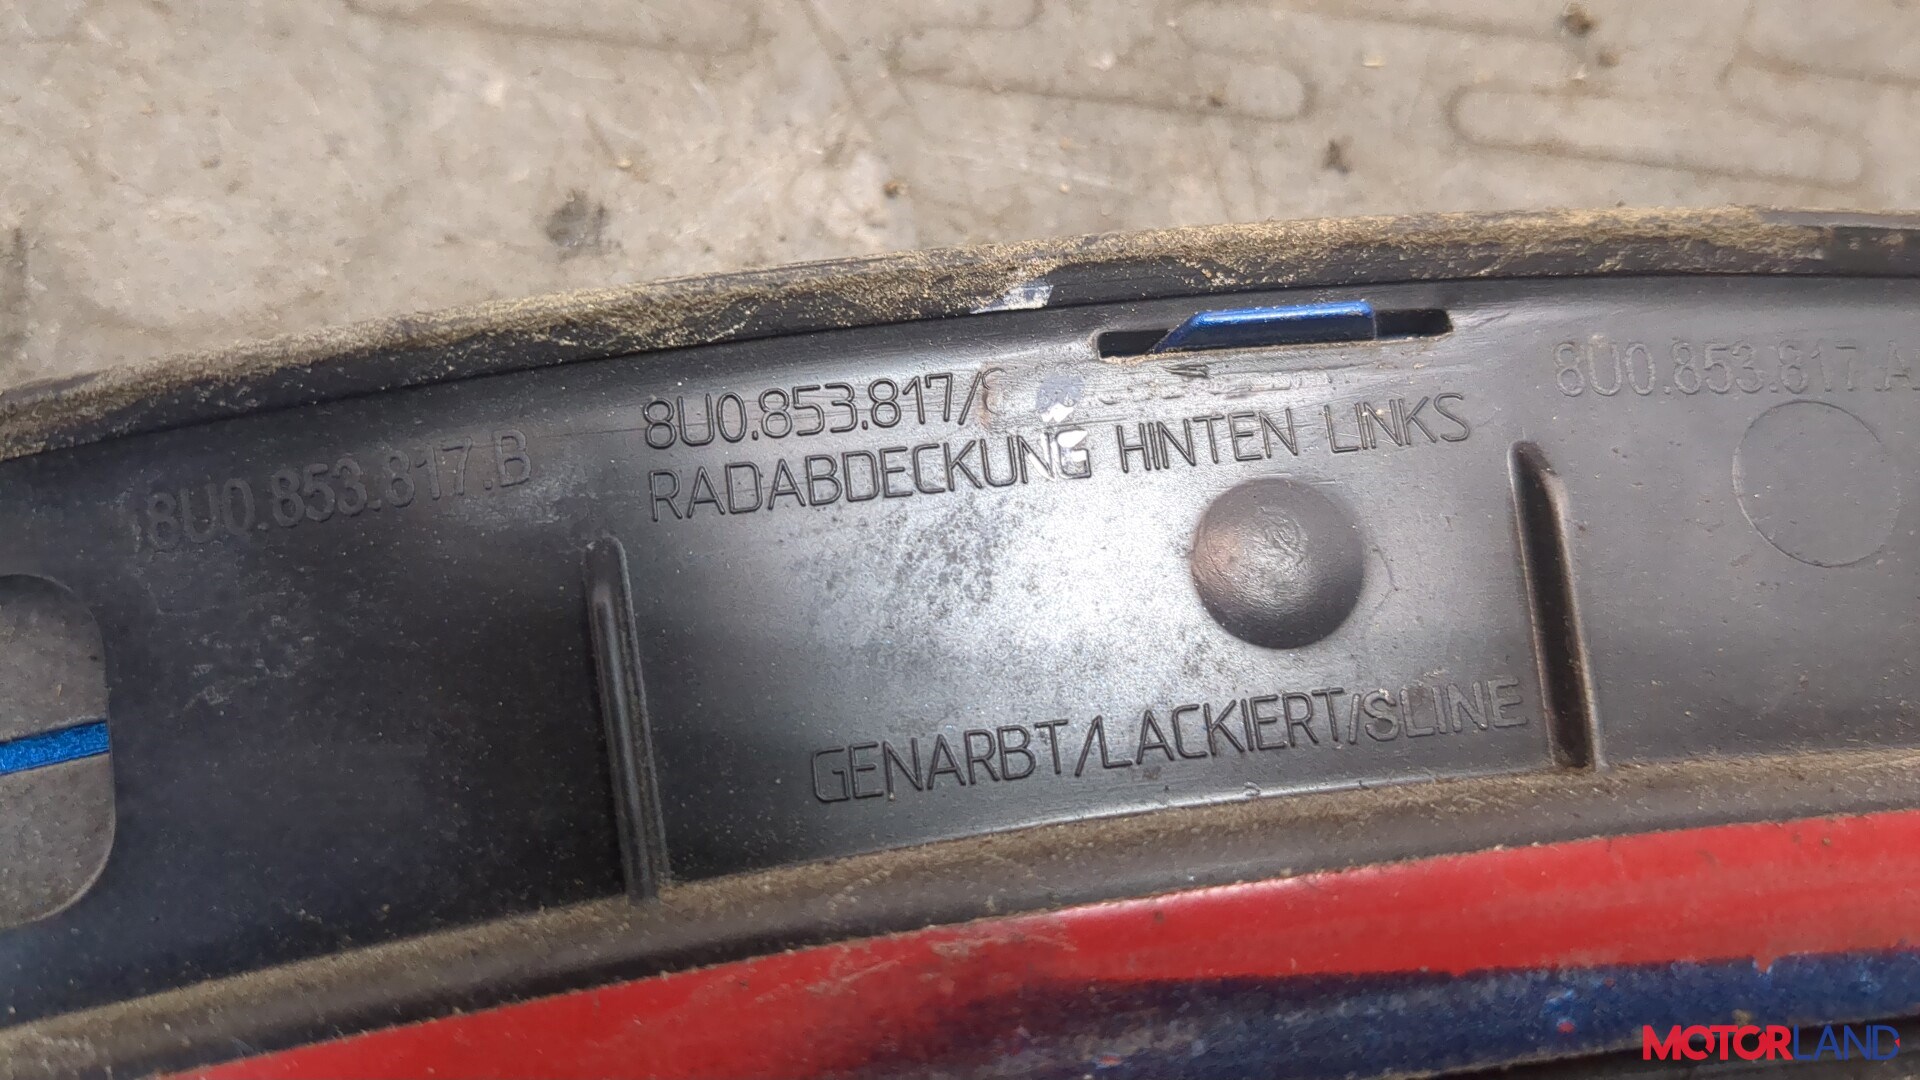 8U0.853.817.B
8U0.853.817/
RADABDECKUNG HINTEN LINKS
8U0.853.817.A
GENARBT/LACKIERT/SLINE
MOTORLAND